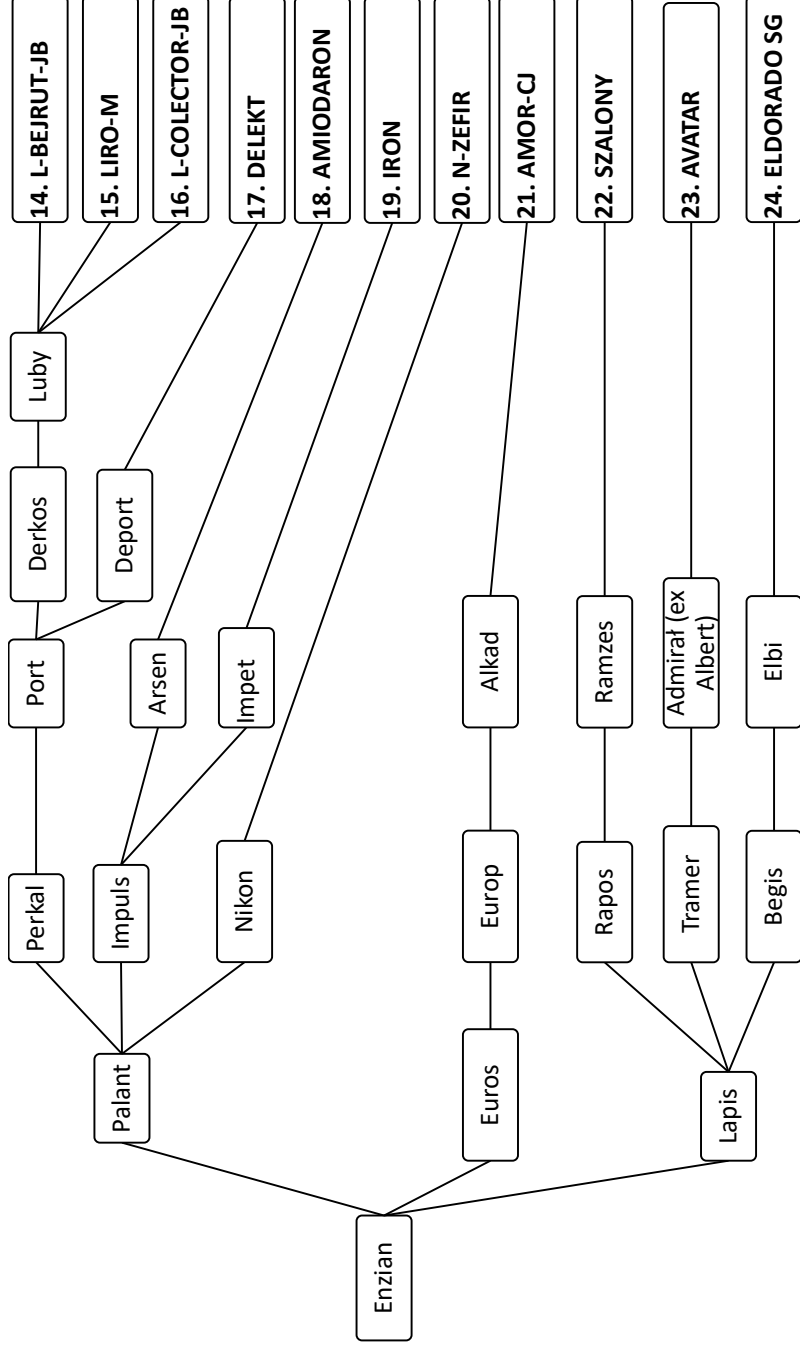 Enzian
Palant
Euros
Lapis
Perkal
Impuls
Nikon
Europ
Rapos
Tramer
Begis
Port
Arsen
Impet
Alkad
Ramzes
Admirał (ex
Albert)
Elbi
Derkos
Deport
Luby
14. L-BEJRUT-JB
15. LIRO-M
16. L-COLECTOR-JB
17. DELEKT
18. AMIODARON
19. IRON
20. N-ZEFIR
21. AMOR-CJ
22. SZALONY
23. AVATAR
24. ELDORADO SG